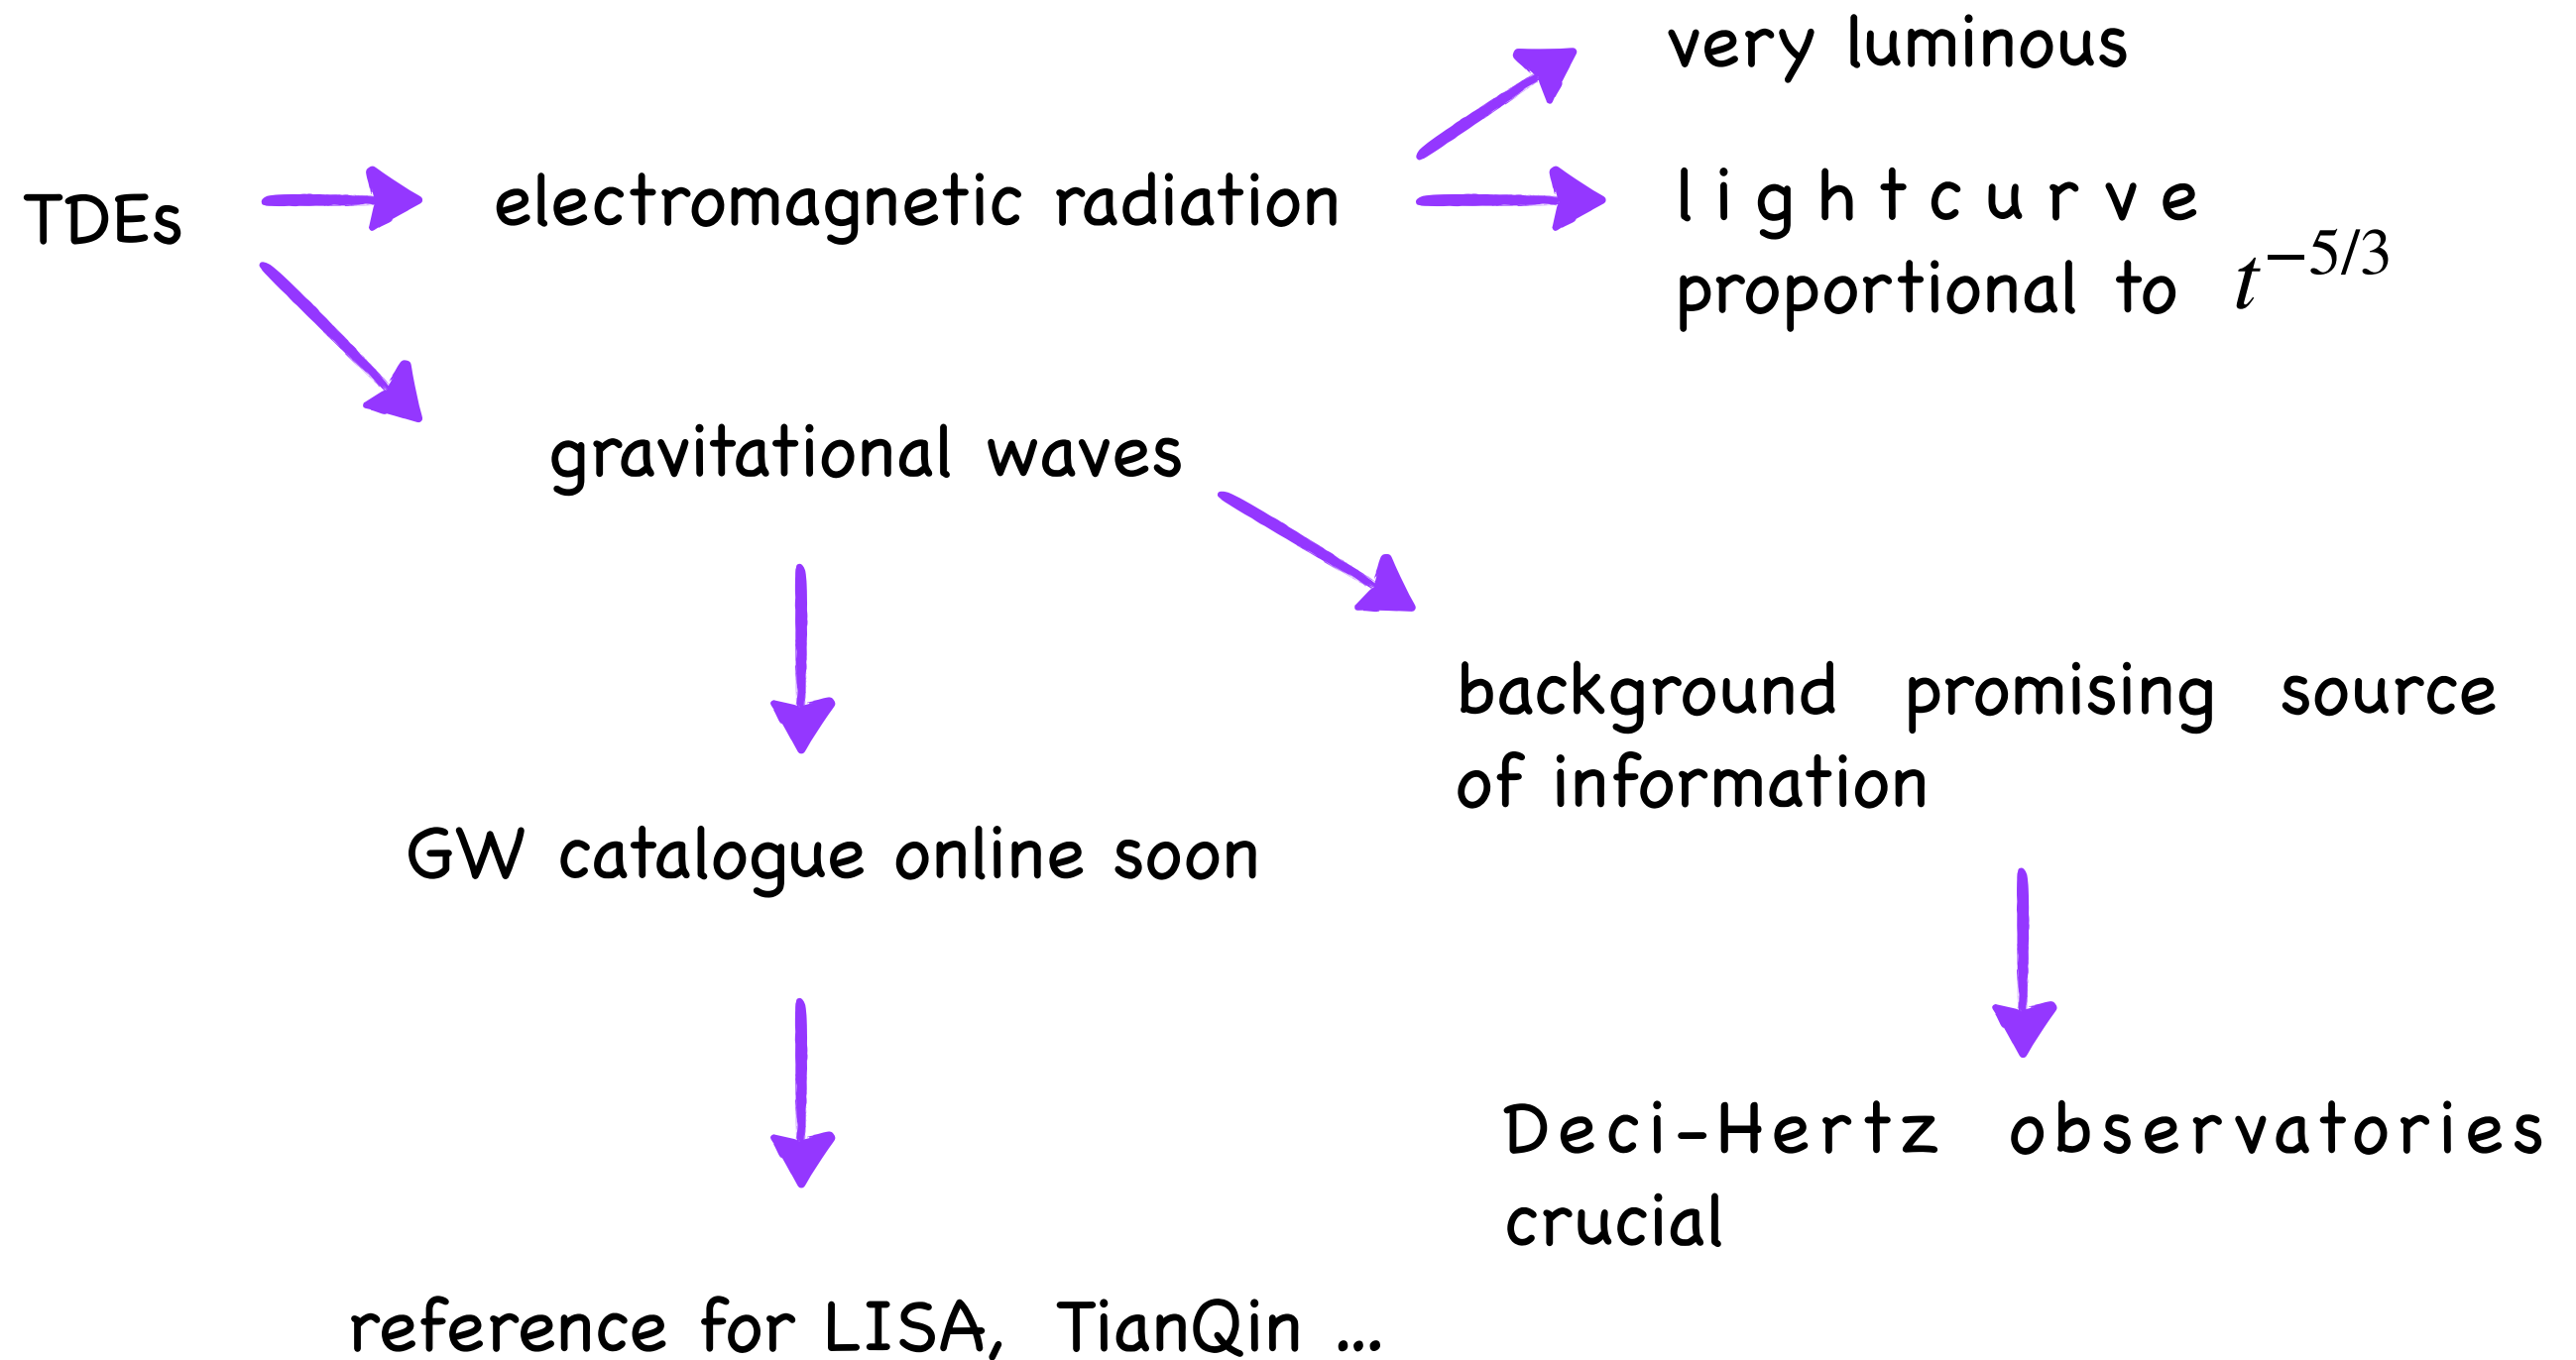 very luminous
TDEs
electromagnetic radiation
lightcurve
proportional to t^{-5/3}
gravitational waves
background promising source
of information
GW catalogue online soon
Deci-Hertz observatories
crucial
reference for LISA, TianQin ...